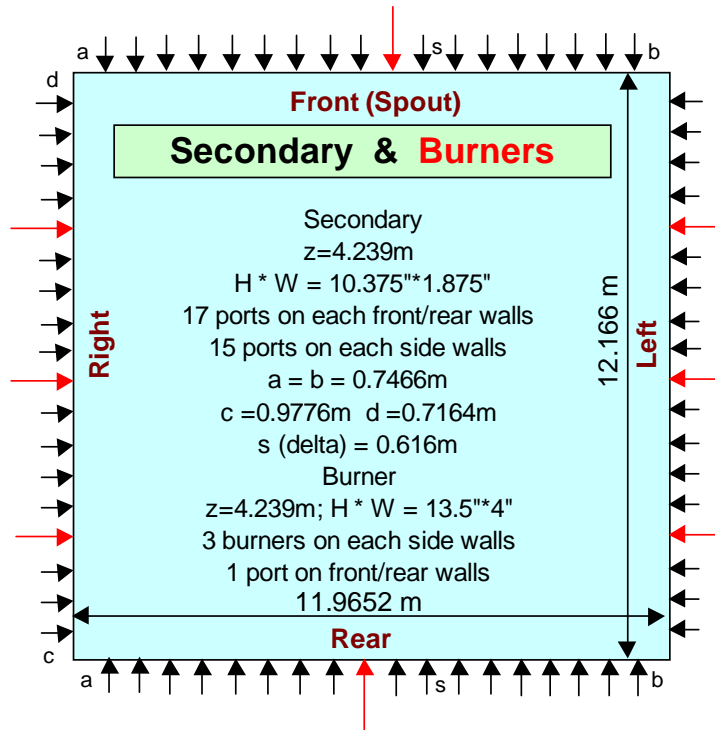 a
s
b
d
Front (Spout)
Secondary & Burners
Secondary
z=4.239m
H * W = 10.375"*1.875"
17 ports on each front/rear walls
15 ports on each side walls
a = b = 0.7466m
c =0.9776m d =0.7164m
s (delta) = 0.616m
Burner
z=4.239m; H * W = 13.5"*4"
3 burners on each side walls
1 port on front/rear walls
11.9652 m
Right
12.166 m
Left
Rear
c
a
s
b